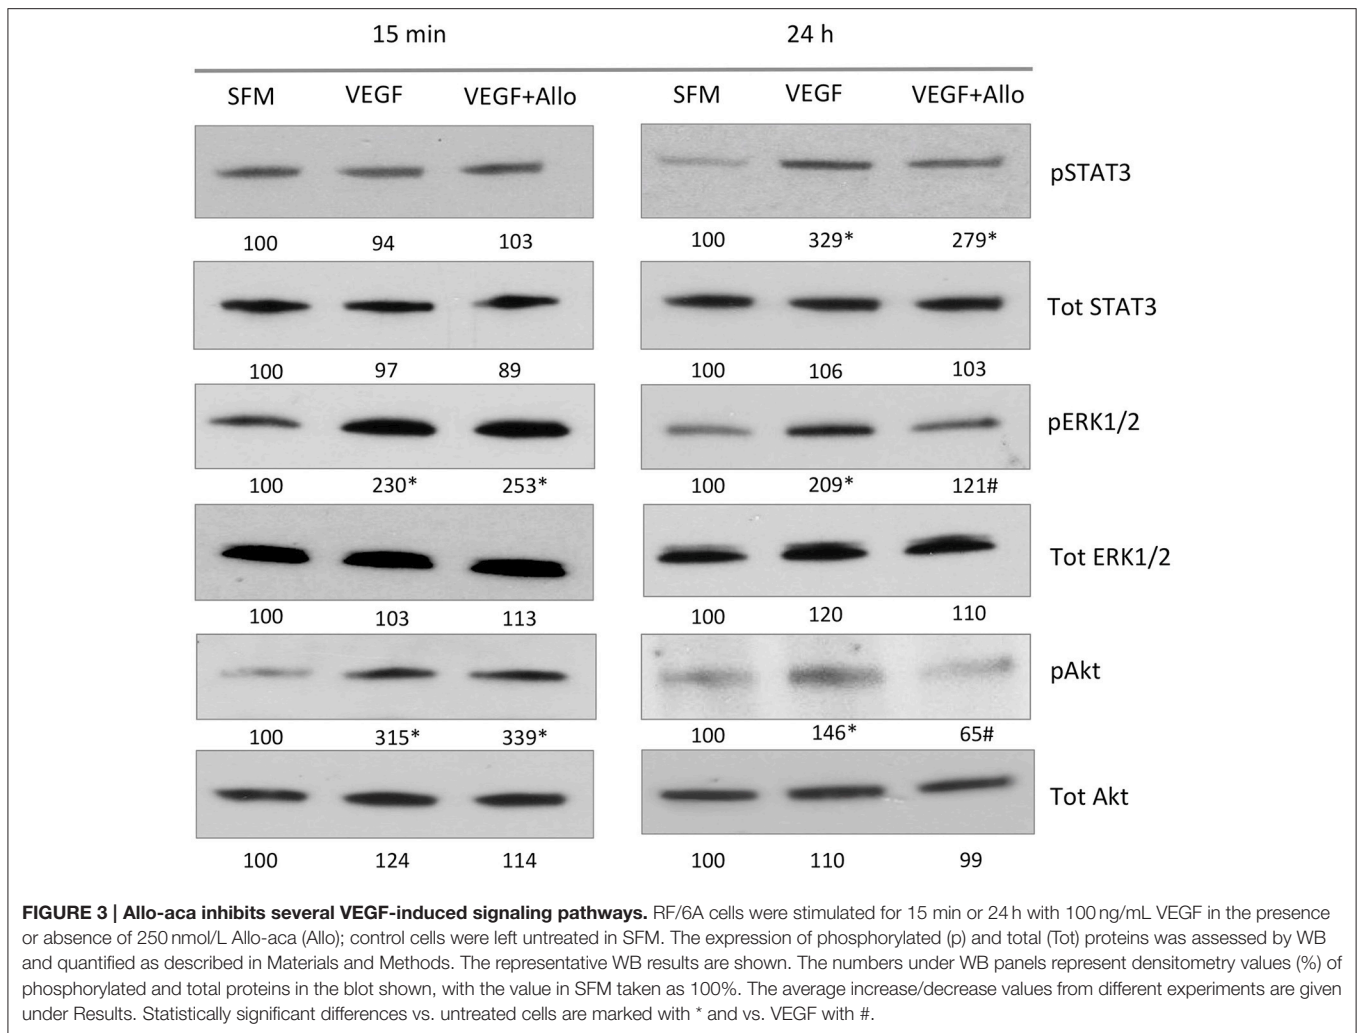 15 min 24 h
SFM VEGF VEGF+Allo SFM VEGF VEGF+Allo
pSTAT3
100 94 103 100 329* 279*
Tot STAT3
100 97 89 100 106 103
pERK1/2
100 230* 253* 100 209* 121#
Tot ERK1/2
100 103 113 100 120 110
pAkt
100 315* 339* 100 146* 65#
Tot Akt
100 124 114 100 110 99
FIGURE 3 | Allo-aca inhibits several VEGF-induced signaling pathways. RF/6A cells were stimulated for 15 min or 24 h with 100 ng/mL VEGF in the presence
or absence of 250 nmol/L Allo-aca (Allo); control cells were left untreated in SFM. The expression of phosphorylated (p) and total (Tot) proteins was assessed by WB
and quantified as described in Materials and Methods. The representative WB results are shown. The numbers under WB panels represent densitometry values (%) of
phosphorylated and total proteins in the blot shown, with the value in SFM taken as 100%. The average increase/decrease values from different experiments are given
under Results. Statistically significant differences vs. untreated cells are marked with * and vs. VEGF with #.